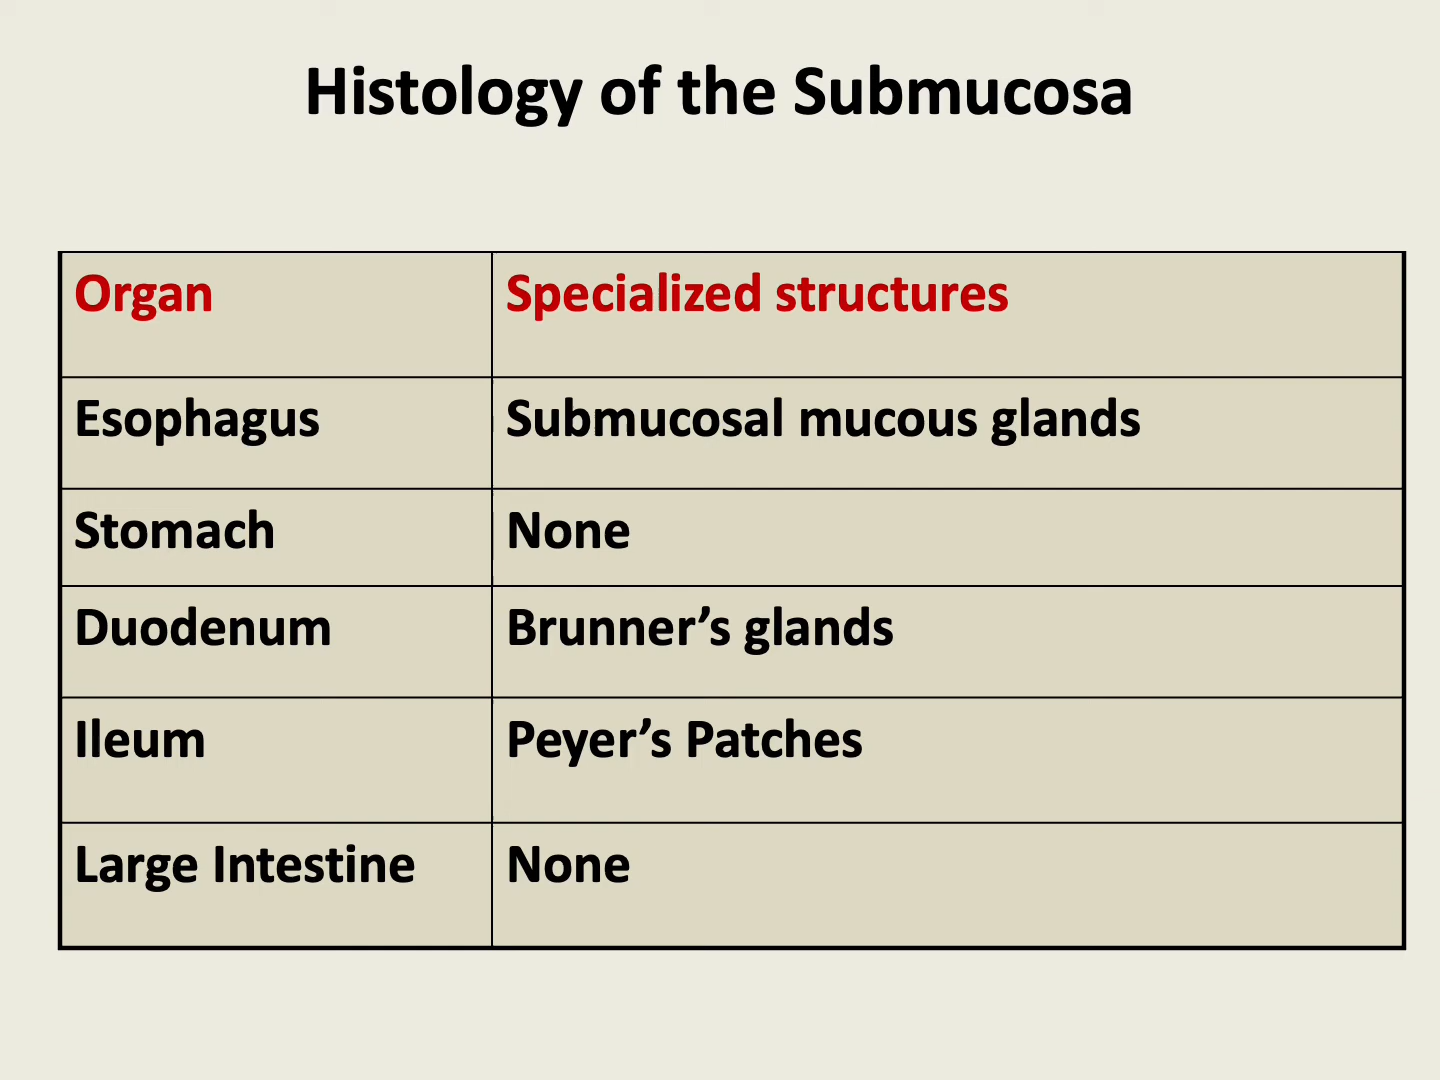 Histology of the Submucosa
Organ Specialized structures
Esophagus Submucosal mucous glands
Stomach None
Duodenum Brunner’s glands
Ileum Peyer’s Patches
Large Intestine None